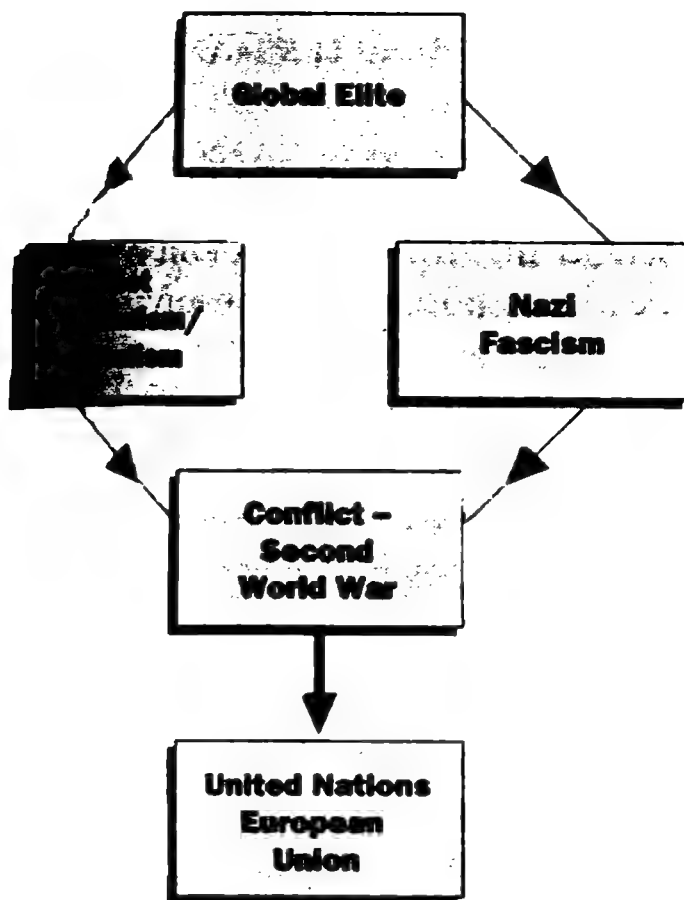 Global Elite
Nazi
Fascism
Conflict –
Second
World War
United Nations
European
Union